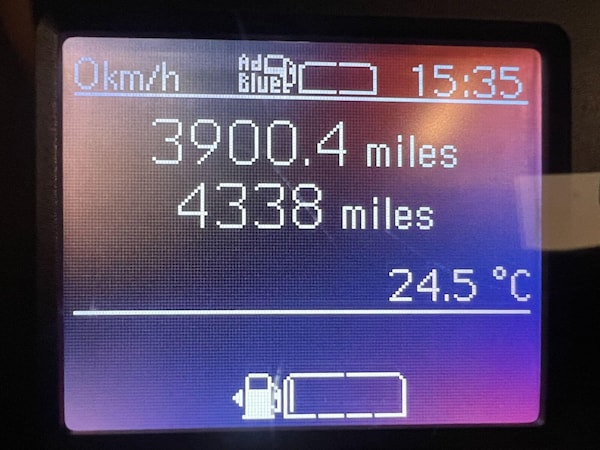 0km/h Ad Blue 15:35
3900.4 miles
4338 miles
24.5 °C